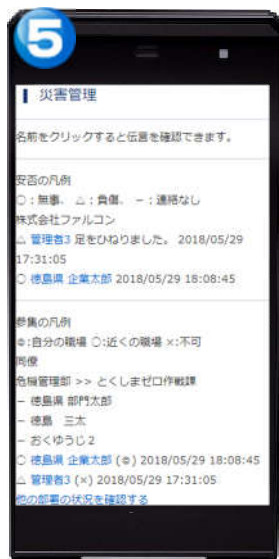 5
災害管理
名前をクリックすると伝言を確認できます。
安否の凡例
○:無事、 △:負傷、 −:連絡なし
株式会社ファルコン
△ 管理者3 足をひねりました。 2018/05/29
17:31:05
○ 徳島県 企業太郎 2018/05/29 18:08:45
参集の凡例
◎:自分の職場 ○:近くの職場 ×:不可
同僚
危機管理部 >> とくしまゼロ作戦課
− 徳島県 部門太郎
− 徳島 三太
− おくゆうじ2
○ 徳島県 企業太郎 (◎) 2018/05/29 18:08:45
△ 管理者3 (×) 2018/05/29 17:31:05
他の部署の状況を確認する